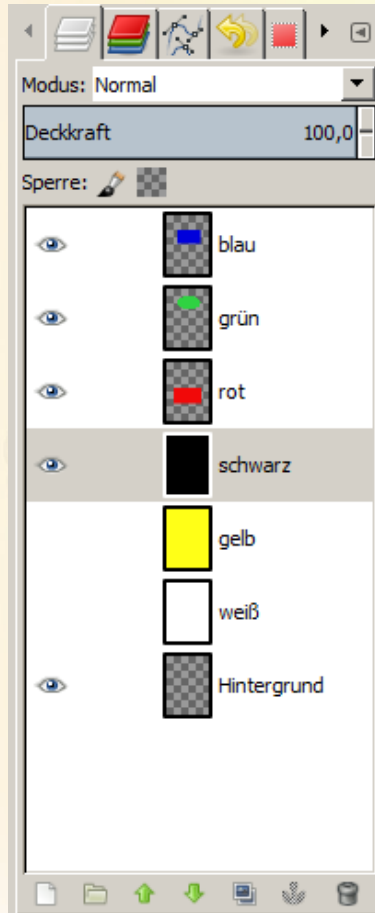 Modus: Normal
Deckkraft 100,0
Sperre:
blau
grün
rot
schwarz
gelb
weiß
Hintergrund